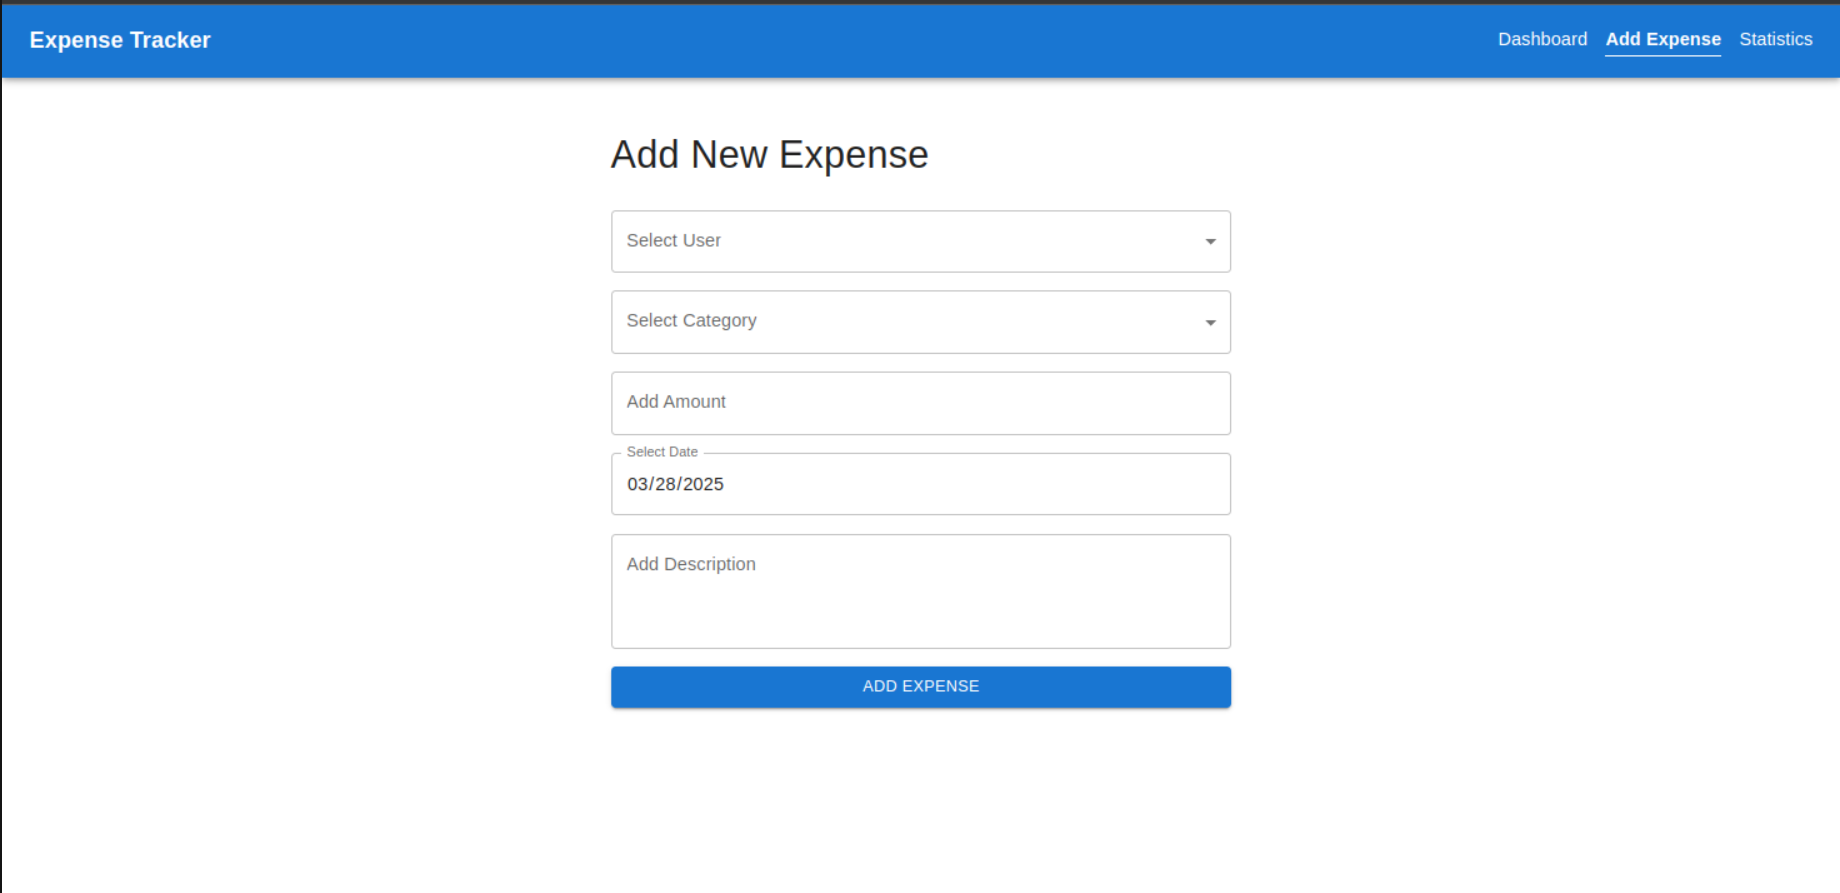 Expense Tracker
Dashboard Add Expense Statistics
Add New Expense
Select User
Select Category
Add Amount
Select Date
03/28/2025
Add Description
ADD EXPENSE